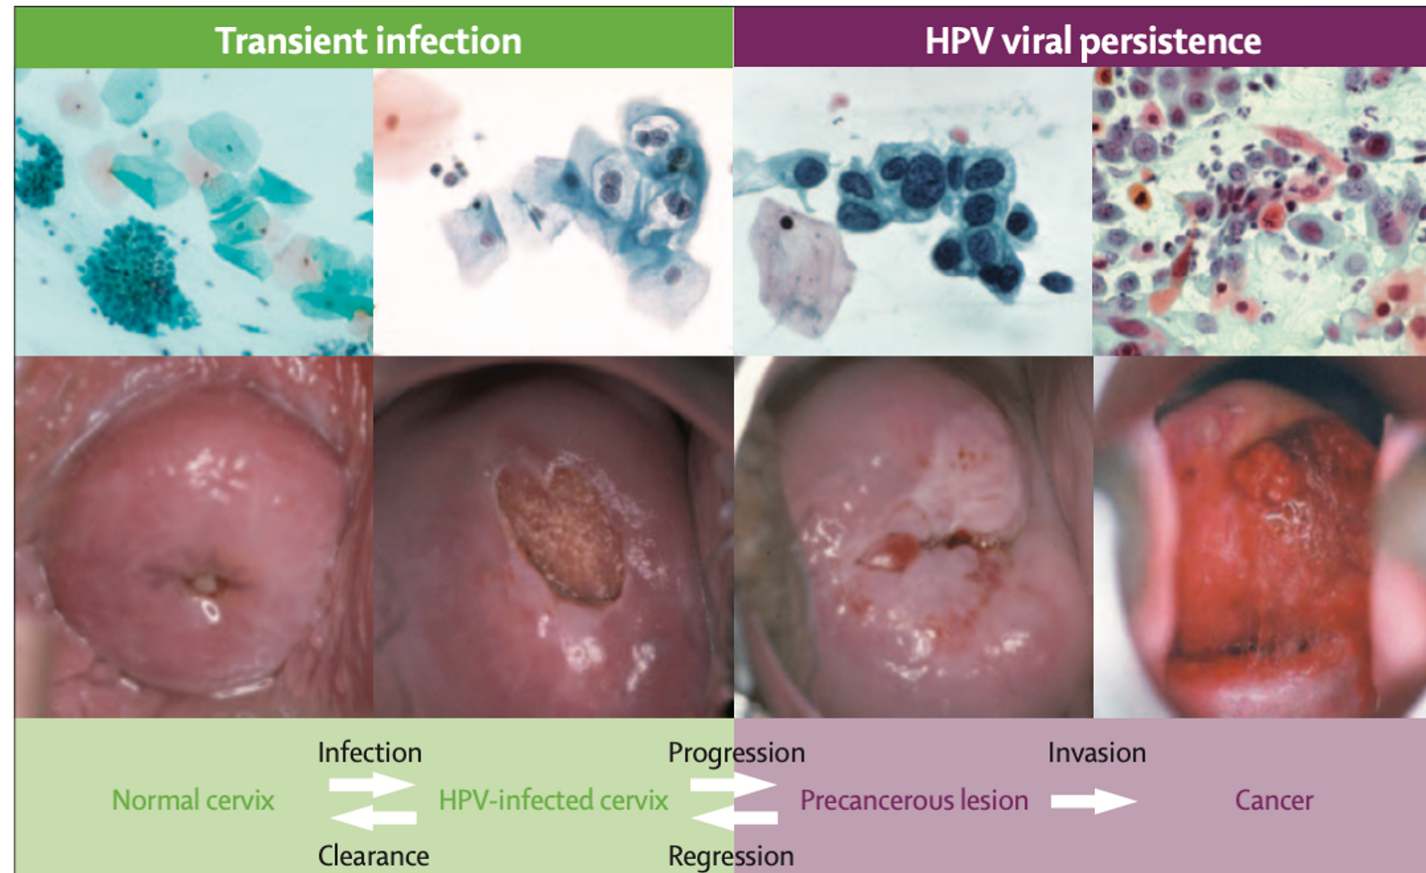 Transient infection
HPV viral persistence
Infection
Progression
Invasion
Normal cervix
HPV-infected cervix
Precancerous lesion
Cancer
Clearance
Regression